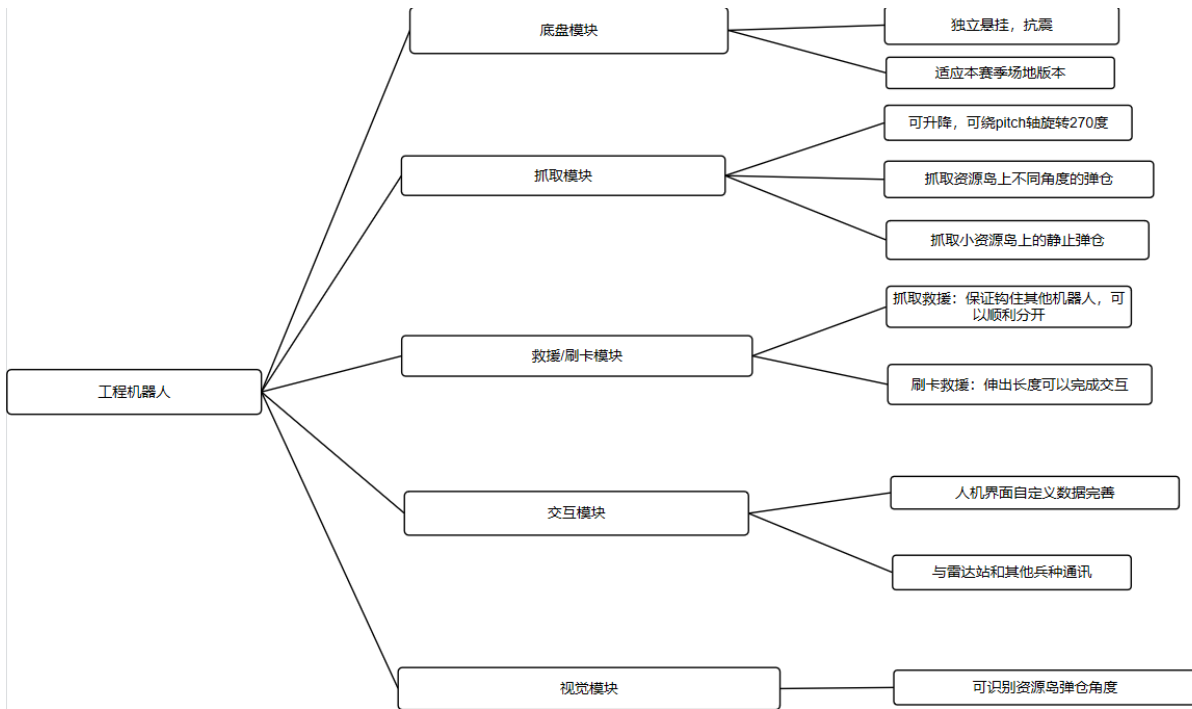 底盘模块
独立悬挂，抗震
适应本赛季场地版本
可升降，可绕pitch轴旋转270度
抓取模块
抓取资源岛上不同角度的弹仓
抓取小资源岛上的静止弹仓
抓取救援：保证钩住其他机器人，可
以顺利分开
救援/刷卡模块
刷卡救援：伸出长度可以完成交互
工程机器人
人机界面自定义数据完善
交互模块
与雷达站和其他兵种通讯
视觉模块
可识别资源岛弹仓角度